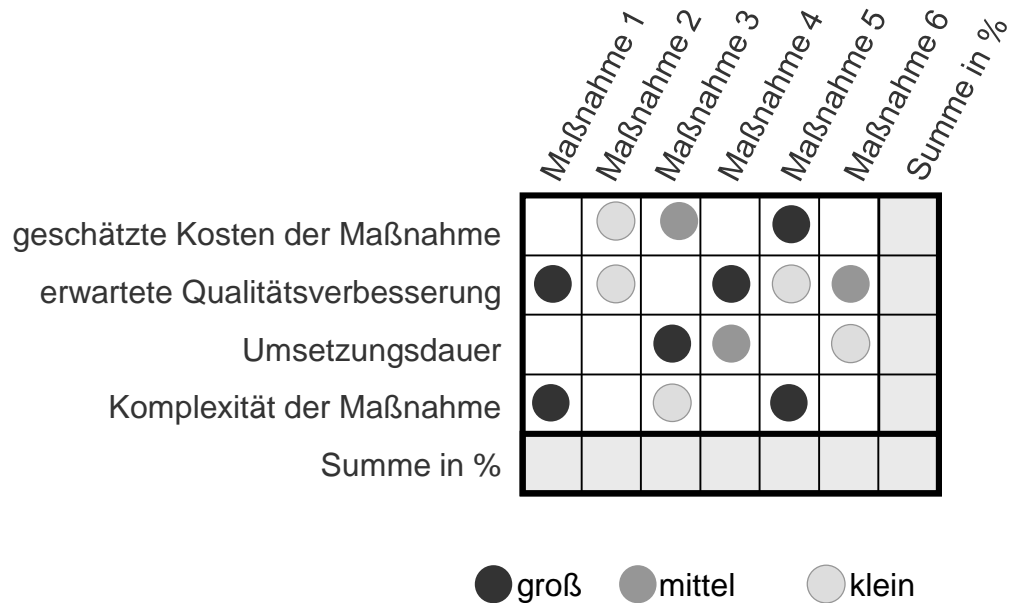 Maßnahme 1
Maßnahme 2
Maßnahme 3
Maßnahme 4
Maßnahme 5
Maßnahme 6
Summe in %
geschätzte Kosten der Maßnahme
erwartete Qualitätsverbesserung
Umsetzungsdauer
Komplexität der Maßnahme
Summe in %
groß mittel klein